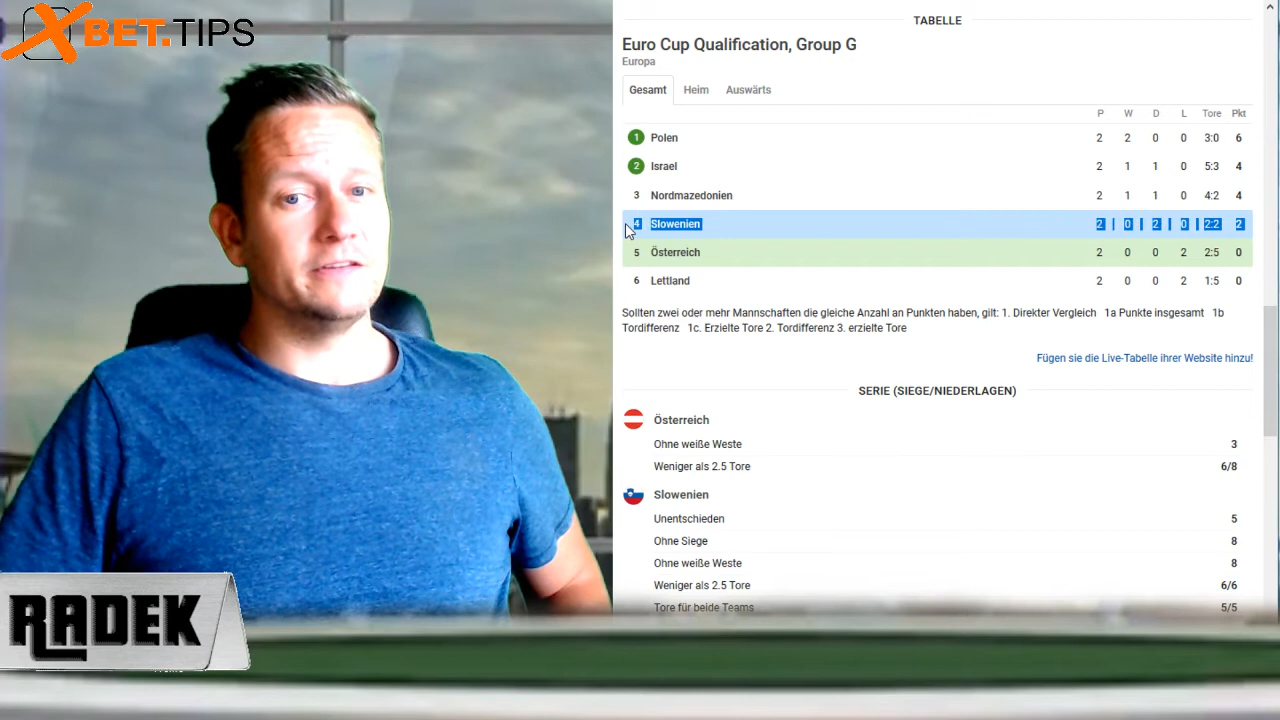 XBET.TIPS
TABELLE
Euro Cup Qualification, Group G
Europa
Gesamt Heim Auswärts
P W D L Tore Pkt
1 Polen 2 2 0 0 3:0 6
2 Israel 2 1 1 0 5:3 4
3 Nordmazedonien 2 1 1 0 4:2 4
4 Slowenien 2 0 2 0 2:2 2
5 Österreich 2 0 0 2 2:5 0
6 Lettland 2 0 0 2 1:5 0
Sollten zwei oder mehr Mannschaften die gleiche Anzahl an Punkten haben, gilt: 1. Direkter Vergleich 1a Punkte insgesamt 1b
Tordifferenz 1c. Erzielte Tore 2. Tordifferenz 3. erzielte Tore
Fügen sie die Live-Tabelle ihrer Website hinzu!
SERIE (SIEGE/NIEDERLAGEN)
Österreich
Ohne weiße Weste 3
Weniger als 2.5 Tore 6/8
Slowenien
Unentschieden 5
Ohne Siege 8
Ohne weiße Weste 8
Weniger als 2.5 Tore 6/6
Tore für beide Teams 5/5
RADEK